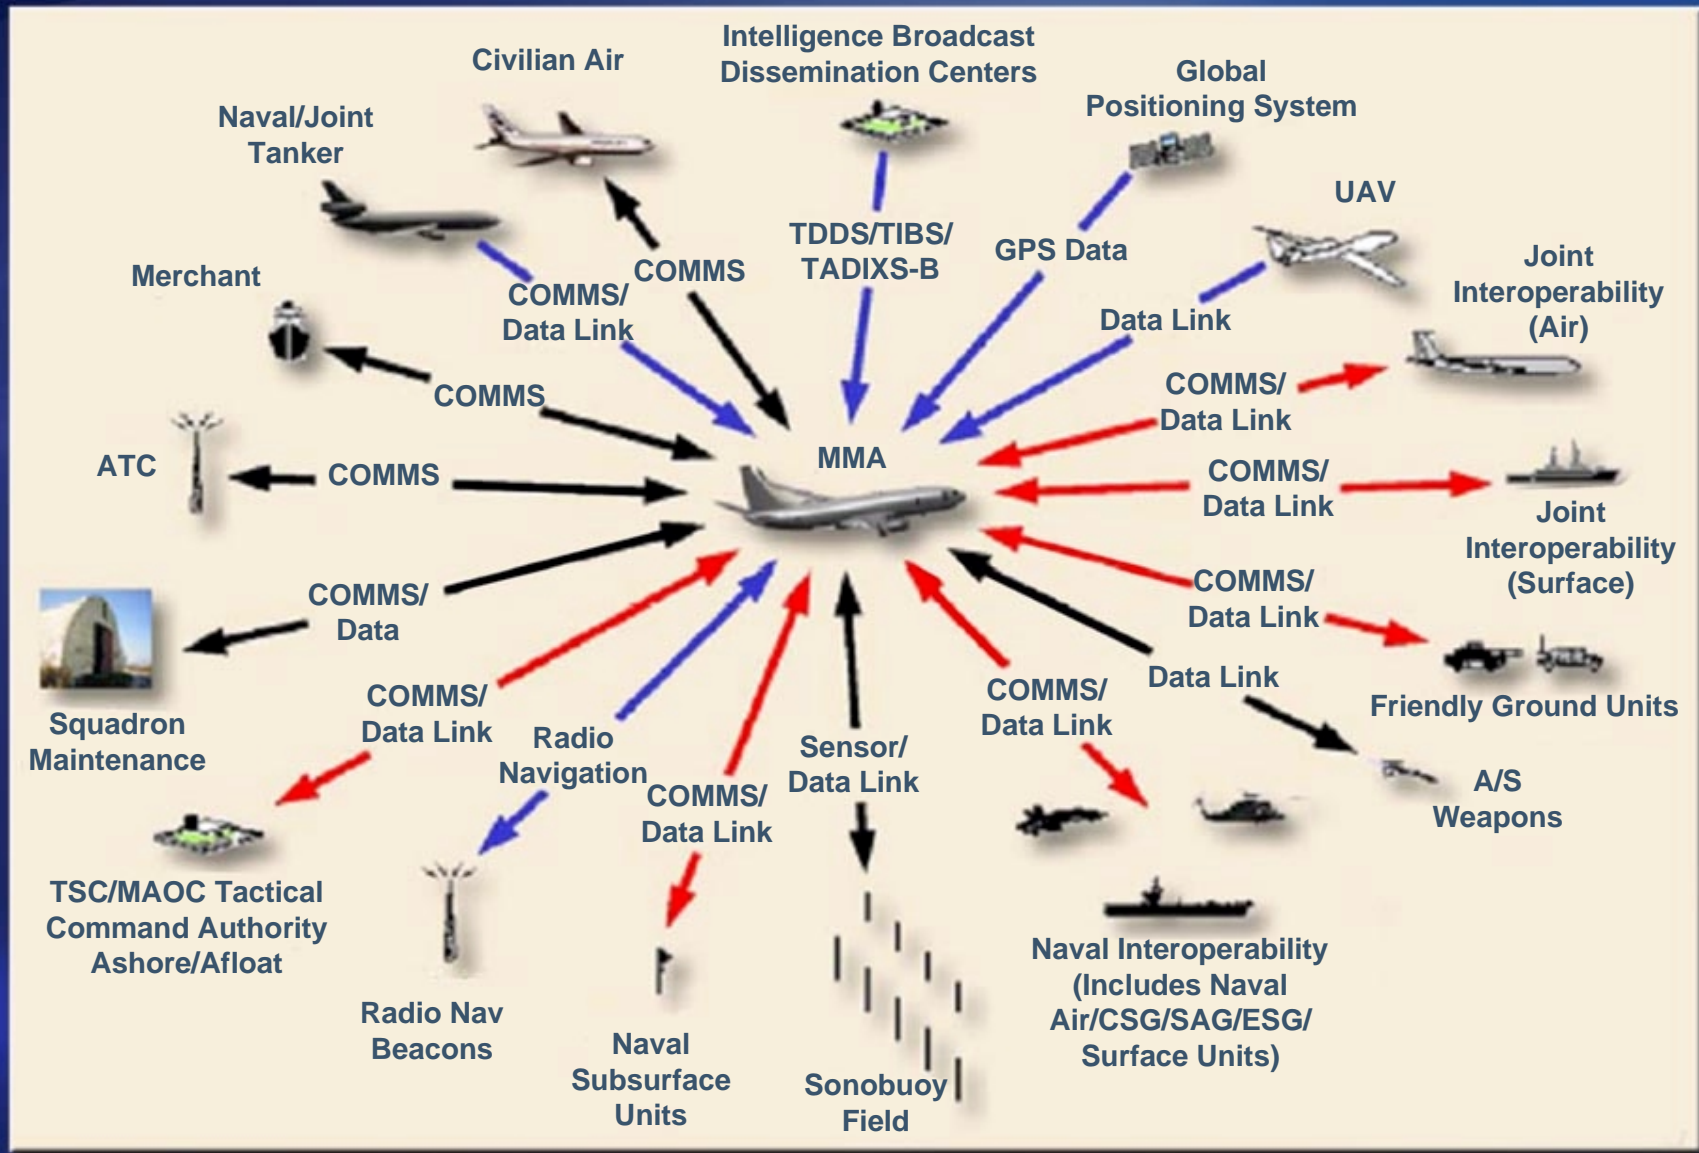 Civilian Air
Intelligence Broadcast
Dissemination Centers
Global
Positioning System
Naval/Joint
Tanker
UAV
Merchant
Joint
Interoperability
(Air)
COMMS
TDDS/TIBS/
TADIXS-B
GPS Data
COMMS/
Data Link
Data Link
COMMS
COMMS/
Data Link
ATC
COMMS
MMA
COMMS/
Data Link
Joint
Interoperability
(Surface)
COMMS/
Data
COMMS/
Data Link
Squadron
Maintenance
COMMS/
Data Link
Radio
Navigation
COMMS/
Data Link
Sensor/
Data Link
COMMS/
Data Link
Data Link
Friendly Ground Units
A/S
Weapons
TSC/MAOC Tactical
Command Authority
Ashore/Afloat
Radio Nav
Beacons
Naval
Subsurface
Units
Sonobuoy
Field
Naval Interoperability
(Includes Naval
Air/CSG/SAG/ESG/
Surface Units)